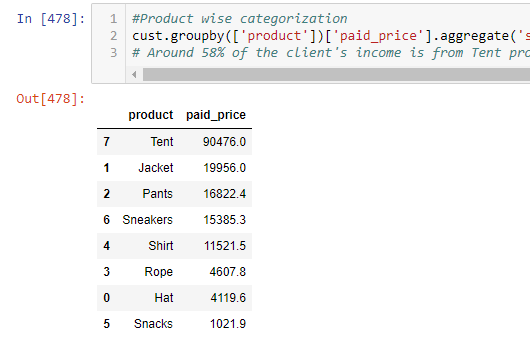 In [478]:
1 #Product wise categorization
2 cust.groupby(['product'])['paid_price'].aggregate('s
3 # Around 58% of the client's income is from Tent pro
Out[478]:
product paid_price
7 Tent 90476.0
1 Jacket 19956.0
2 Pants 16822.4
6 Sneakers 15385.3
4 Shirt 11521.5
3 Rope 4607.8
0 Hat 4119.6
5 Snacks 1021.9